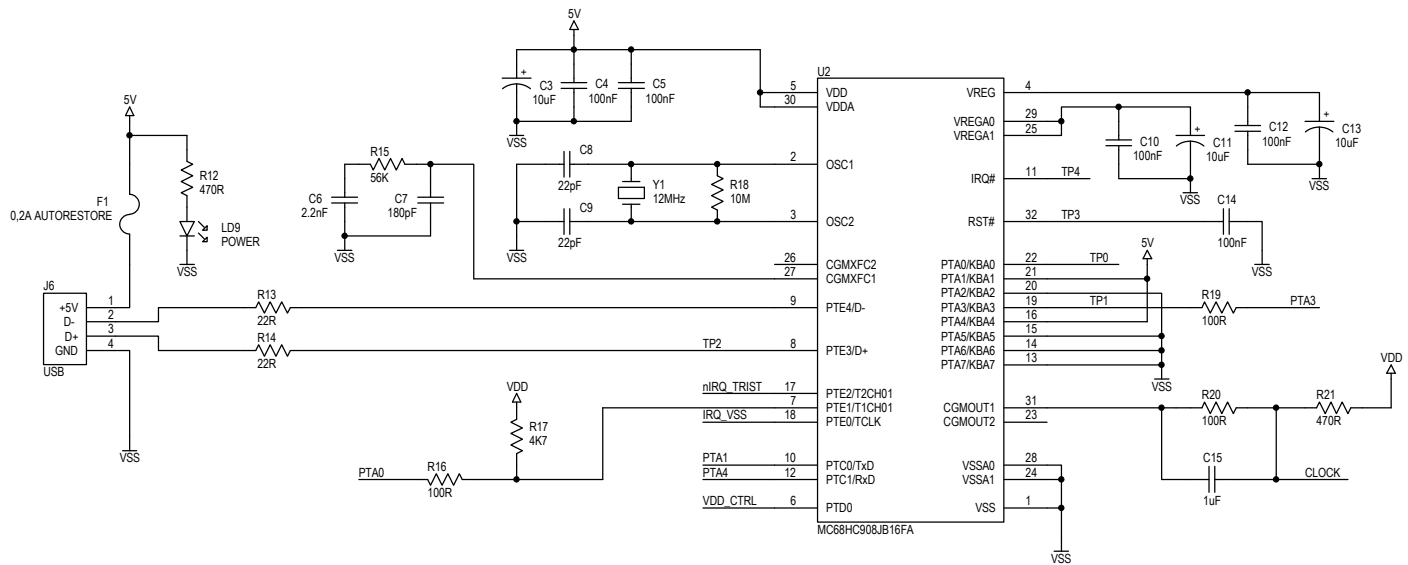 5V
C3
10uF
C4
100nF
C5
100nF
VSS
5V
R12
470R
F1
0,2A AUTORESTORE
LD9
POWER
VSS
J6
+5V 1
D- 2
D+ 3
GND 4
USB
VSS
R13
22R
R14
22R
TP2
R15
56K
C6
2.2nF
C7
180pF
VSS
VSS
C8
22pF
C9
22pF
VSS
Y1
12MHz
R18
10M
VDD
R17
4K7
PTA0
R16
100R
nIRQ_TRIST
IRQ_VSS
PTA1
PTA4
VDD_CTRL
U2
5 VDD
30 VDDA
2 OSC1
3 OSC2
26 CGMXFC2
27 CGMXFC1
9 PTE4/D-
8 PTE3/D+
17 PTE2/T2CH01
7 PTE1/T1CH01
18 PTE0/TCLK
10 PTC0/TxD
12 PTC1/RxD
6 PTD0
VREG 4
VREGA0 29
VREGA1 25
IRQ# 11 TP4
RST# 32 TP3
PTA0/KBA0 22 TP0
PTA1/KBA1 21
PTA2/KBA2 20
PTA3/KBA3 19 TP1
PTA4/KBA4 16
PTA5/KBA5 15
PTA6/KBA6 14
PTA7/KBA7 13
CGMOUT1 31
CGMOUT2 23
VSSA0 28
VSSA1 24
VSS 1
MC68HC908JB16FA
C10
100nF
C11
10uF
VSS
C12
100nF
C13
10uF
VSS
C14
100nF
VSS
5V
R19
100R
PTA3
VSS
VDD
R20
100R
R21
470R
C15
1uF
CLOCK
VSS